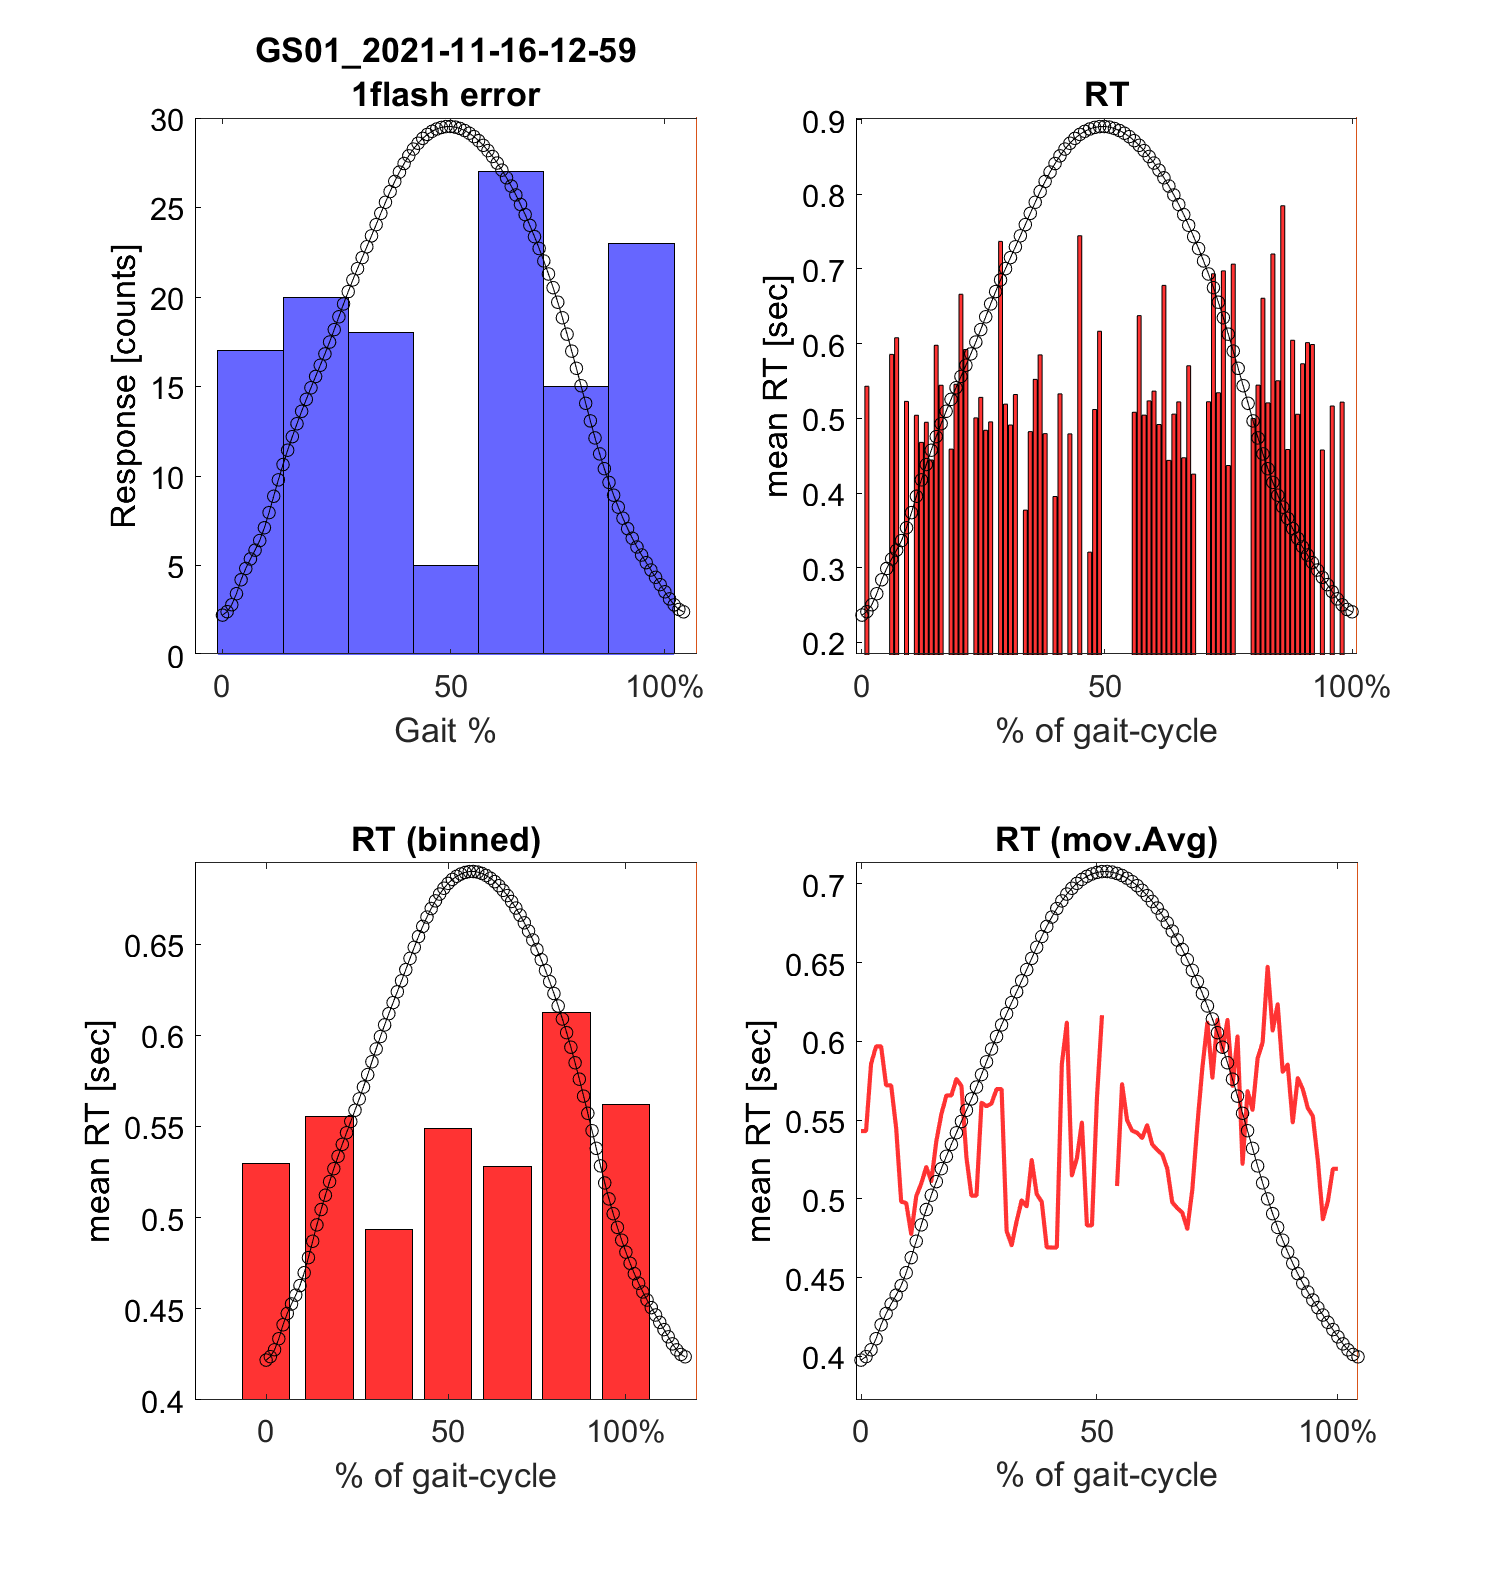 GS01_2021-11-16-12-59
1flash error
30
25
20
15
10
5
0
Response [counts]
0 50 100%
Gait %
RT
0.9
0.8
0.7
0.6
0.5
0.4
0.3
0.2
mean RT [sec]
0 50 100%
% of gait-cycle
RT (binned)
0.65
0.6
0.55
0.5
0.45
0.4
mean RT [sec]
0 50 100%
% of gait-cycle
RT (mov.Avg)
0.7
0.65
0.6
0.55
0.5
0.45
0.4
mean RT [sec]
0 50 100%
% of gait-cycle